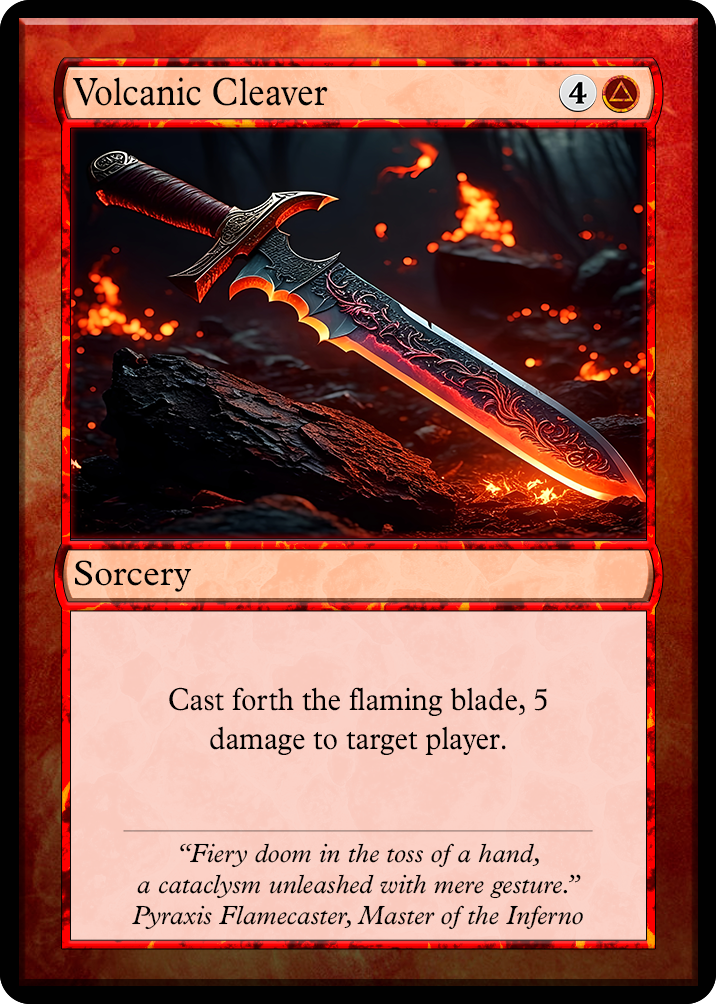 Volcanic Cleaver
4
Sorcery
Cast forth the flaming blade, 5
damage to target player.
“Fiery doom in the toss of a hand,
a cataclysm unleashed with mere gesture.”
Pyraxis Flamecaster, Master of the Inferno